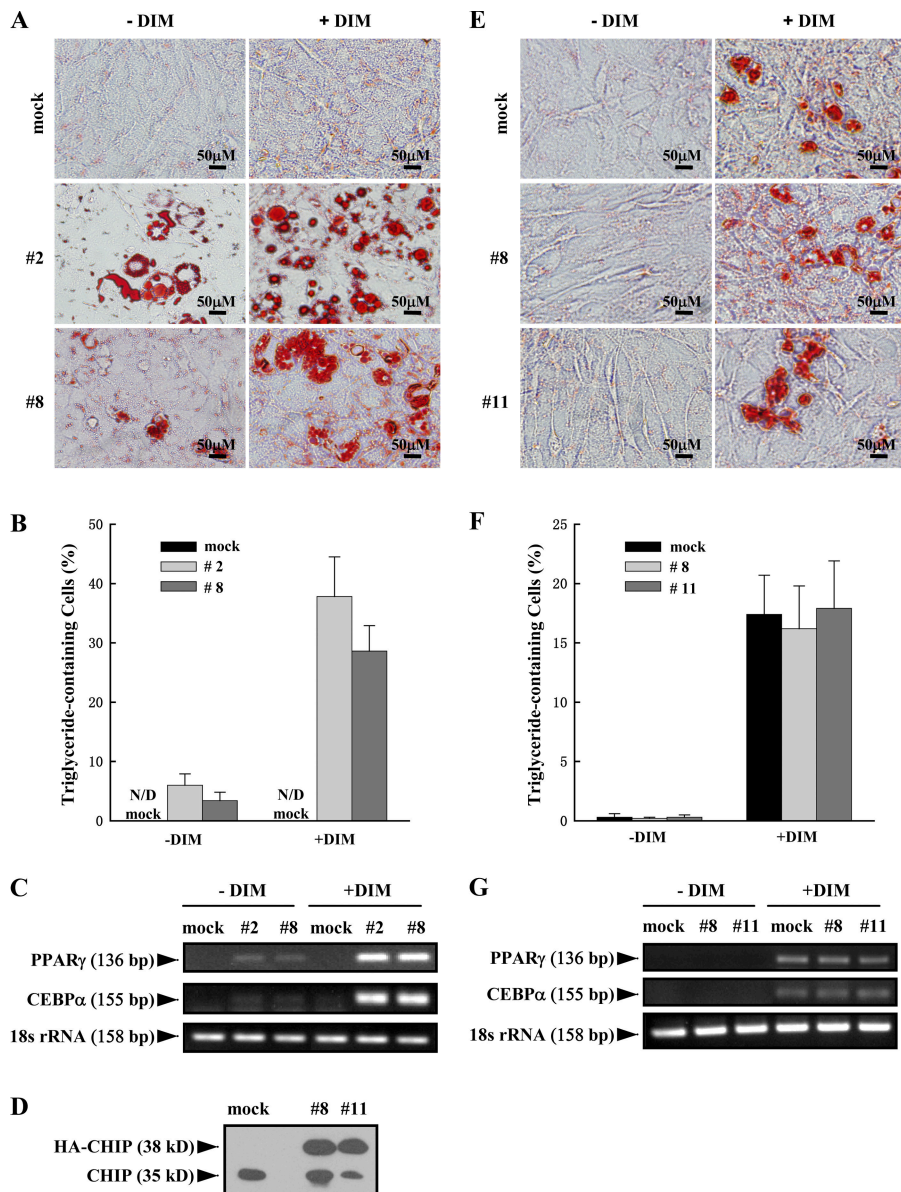 A
- DIM
+ DIM
mock
50μM
50μM
#2
50μM
50μM
#8
50μM
50μM
B
Triglyceride-containing Cells (%)
50
40
30
20
10
0
mock
# 2
# 8
N/D
mock
N/D
mock
-DIM
+DIM
C
- DIM
+DIM
mock #2 #8 mock #2 #8
PPARγ (136 bp)
CEBPα (155 bp)
18s rRNA (158 bp)
D
mock #8 #11
HA-CHIP (38 kD)
CHIP (35 kD)
E
- DIM
+ DIM
mock
50μM
50μM
#8
50μM
50μM
#11
50μM
50μM
F
Triglyceride-containing Cells (%)
25
20
15
10
5
0
mock
# 8
# 11
-DIM
+DIM
G
- DIM
+DIM
mock #8 #11 mock #8 #11
PPARγ (136 bp)
CEBPα (155 bp)
18s rRNA (158 bp)